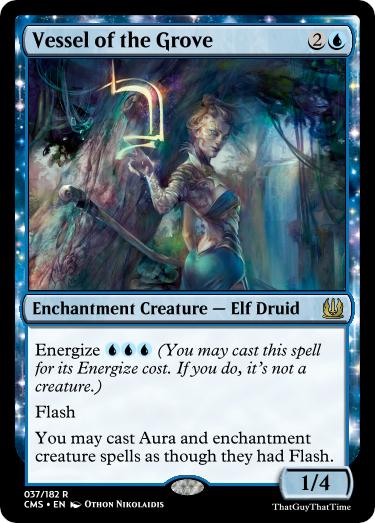 Vessel of the Grove 2
Enchantment Creature — Elf Druid
Energize (You may cast this spell
for its Energize cost. If you do, it's not a
creature.)
Flash
You may cast Aura and enchantment
creature spells as though they had Flash.
1/4
037/182 R
CMS • EN Othon Nikolaidis
ThatGuyThatTime